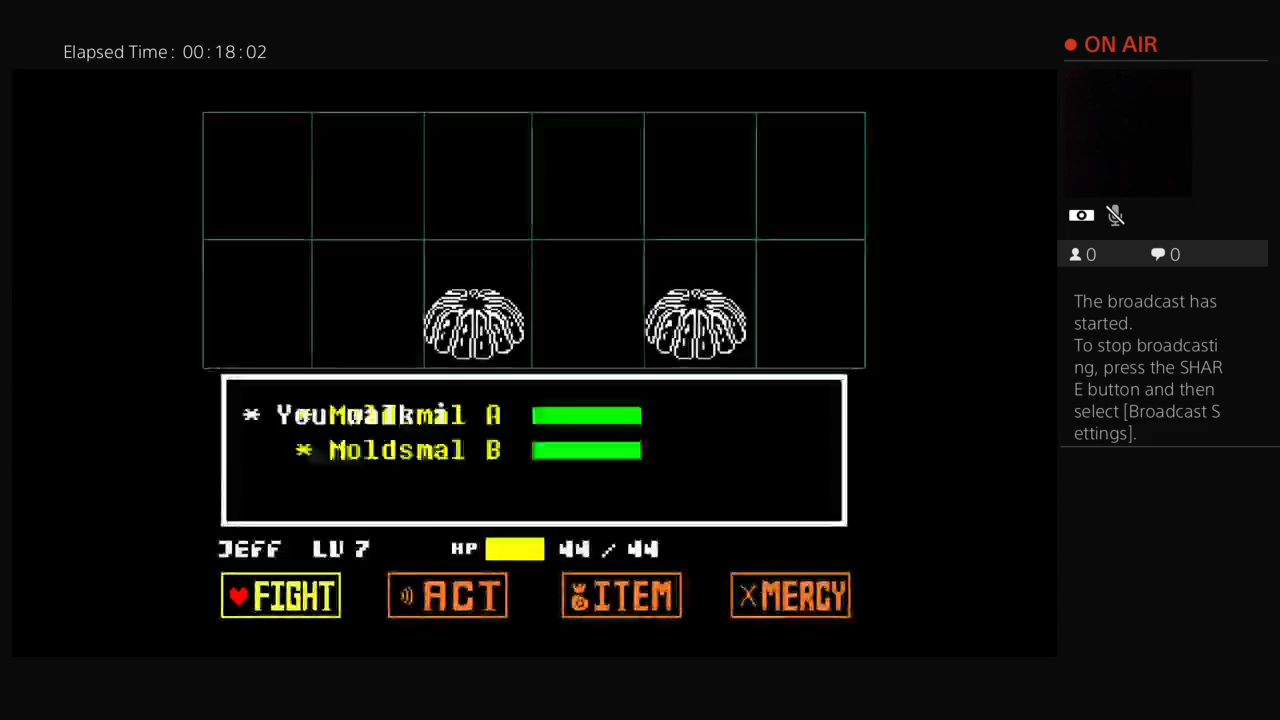 Elapsed Time: 00:18:02
ON AIR
0 0
The broadcast has
started.
To stop broadcasti
ng, press the SHAR
E button and then
select [Broadcast S
ettings].
* You walk i
* Moldsmal A
* Moldsmal B
JEFF LV 7 HP 44 / 44
FIGHT ACT ITEM MERCY